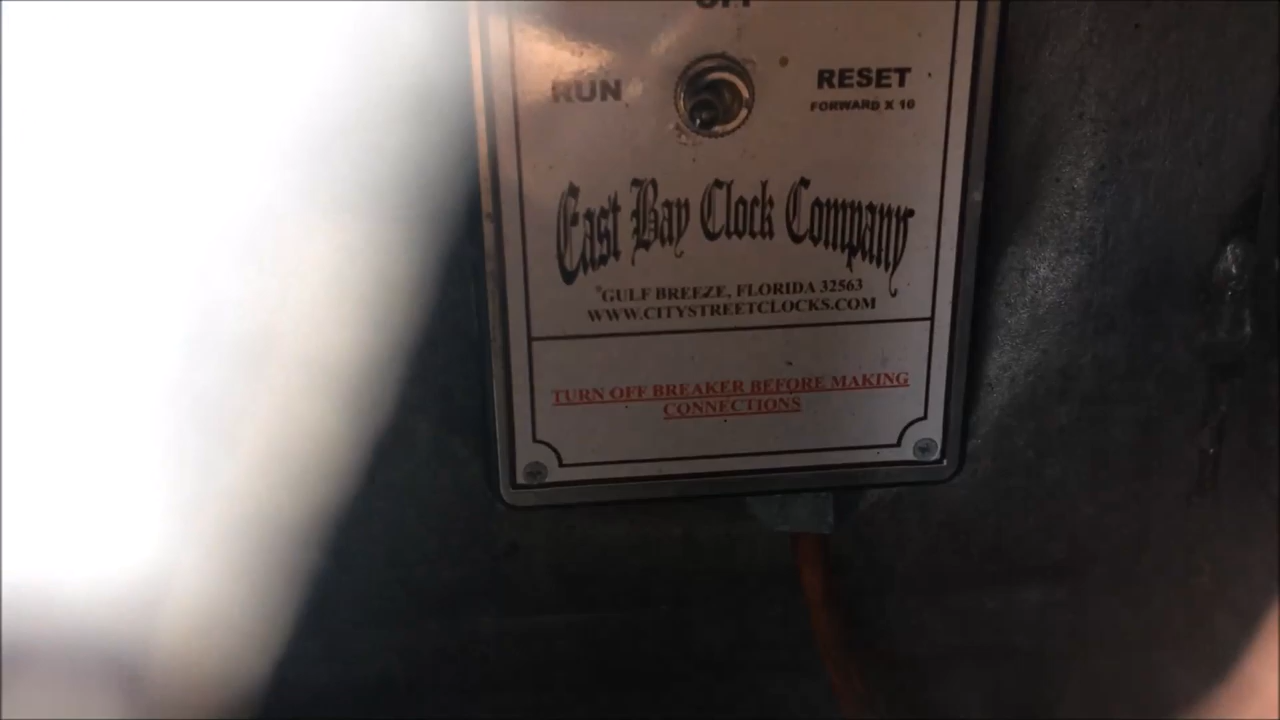 OFF
RUN
RESET
FORWARD X 10
East Bay Clock Company
GULF BREEZE, FLORIDA 32563
WWW.CITYSTREETCLOCKS.COM
TURN OFF BREAKER BEFORE MAKING
CONNECTIONS